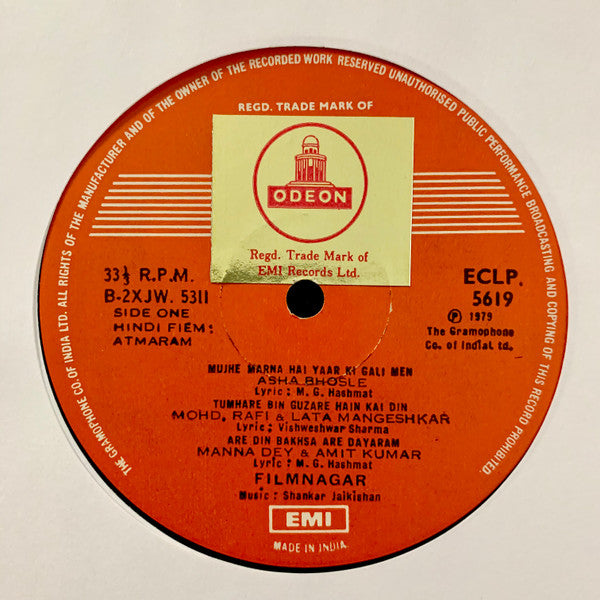 THE GRAMOPHONE CO. OF INDIA LTD. ALL RIGHTS OF THE MANUFACTURER AND OF THE OWNER OF THE RECORDED WORK RESERVED UNAUTHORISED PUBLIC PERFORMANCE BROADCASTING AND COPYING OF THIS RECORD PROHIBITED.
REGD. TRADE MARK OF
ODEON
Regd. Trade Mark of
EMI Records Ltd.
33⅓ R.P.M.
B-2XJW. 5311
SIDE ONE
HINDI FIEM:
ATMARAM
ECLP.
5619
Ⓟ 1979
The Gramophone
Co. of IndiaLtd.
MUJHE MARNA HAI YAAR KI GALI MEN
ASHA BHOSLE
Lyric : M. G. Hashmat
TUMHARE BIN GUZARE HAIN KAI DIN
MOHD. RAFI & LATA MANGESHKAR
Lyric; Vishweshwar Sharma
ARE DIN BAKHSA ARE DAYARAM
MANNA DEY & AMIT KUMAR
Lyric : M. G. Hashmat
FILMNAGAR
Music : Shankar Jaikishan
EMI
MADE IN INDIA